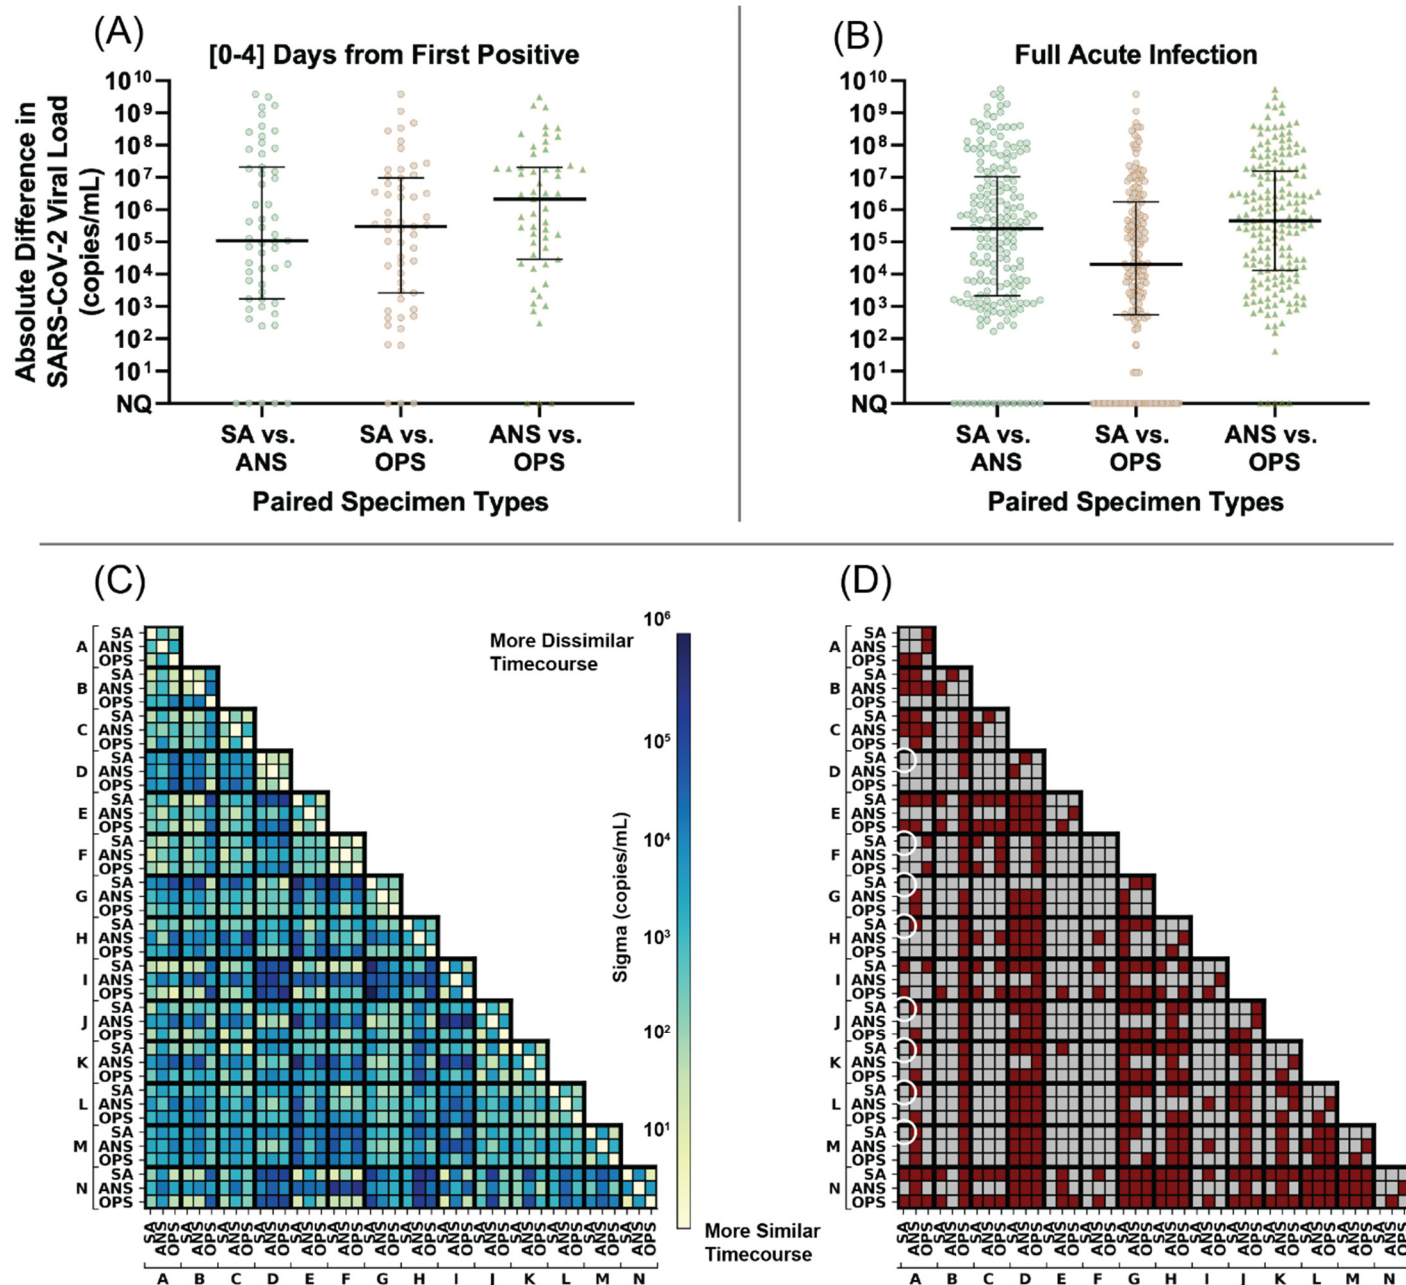 (A)
[0-4] Days from First Positive
Absolute Difference in
SARS-CoV-2 Viral Load
(copies/mL)
10^10
10^9
10^8
10^7
10^6
10^5
10^4
10^3
10^2
10^1
NQ
SA vs.
ANS
SA vs.
OPS
ANS vs.
OPS
Paired Specimen Types
(B)
Full Acute Infection
10^10
10^9
10^8
10^7
10^6
10^5
10^4
10^3
10^2
10^1
NQ
SA vs.
ANS
SA vs.
OPS
ANS vs.
OPS
Paired Specimen Types
(C)
A
SA
ANS
OPS
B
SA
ANS
OPS
C
SA
ANS
OPS
D
SA
ANS
OPS
E
SA
ANS
OPS
F
SA
ANS
OPS
G
SA
ANS
OPS
H
SA
ANS
OPS
I
SA
ANS
OPS
J
SA
ANS
OPS
K
SA
ANS
OPS
L
SA
ANS
OPS
M
SA
ANS
OPS
N
SA
ANS
OPS
SA ANS OPS SA ANS OPS SA ANS OPS SA ANS OPS SA ANS OPS SA ANS OPS SA ANS OPS SA ANS OPS SA ANS OPS SA ANS OPS SA ANS OPS SA ANS OPS SA ANS OPS SA ANS OPS
A B C D E F G H I J K L M N
More Dissimilar
Timecourse
10^6
10^5
10^4
10^3
10^2
10^1
Sigma (copies/mL)
More Similar
Timecourse
(D)
A
SA
ANS
OPS
B
SA
ANS
OPS
C
SA
ANS
OPS
D
SA
ANS
OPS
E
SA
ANS
OPS
F
SA
ANS
OPS
G
SA
ANS
OPS
H
SA
ANS
OPS
I
SA
ANS
OPS
J
SA
ANS
OPS
K
SA
ANS
OPS
L
SA
ANS
OPS
M
SA
ANS
OPS
N
SA
ANS
OPS
SA ANS OPS SA ANS OPS SA ANS OPS SA ANS OPS SA ANS OPS SA ANS OPS SA ANS OPS SA ANS OPS SA ANS OPS SA ANS OPS SA ANS OPS SA ANS OPS SA ANS OPS SA ANS OPS
A B C D E F G H I J K L M N